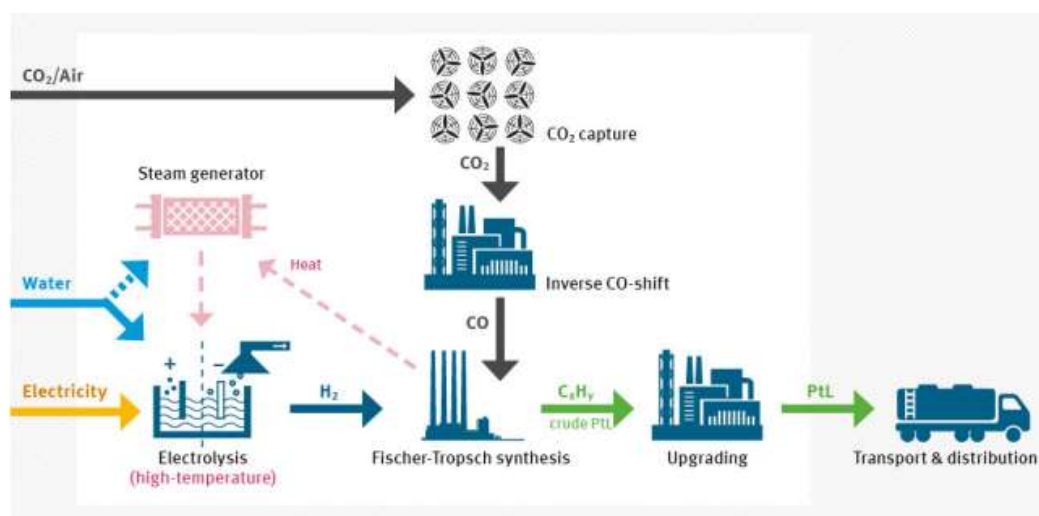 CO₂/Air
CO₂ capture
CO₂
Steam generator
Heat
Inverse CO-shift
Water
CO
+
−
Electricity
H₂
CₓHᵧ
crude PtL
PtL
Electrolysis
(high-temperature)
Fischer-Tropsch synthesis
Upgrading
Transport & distribution